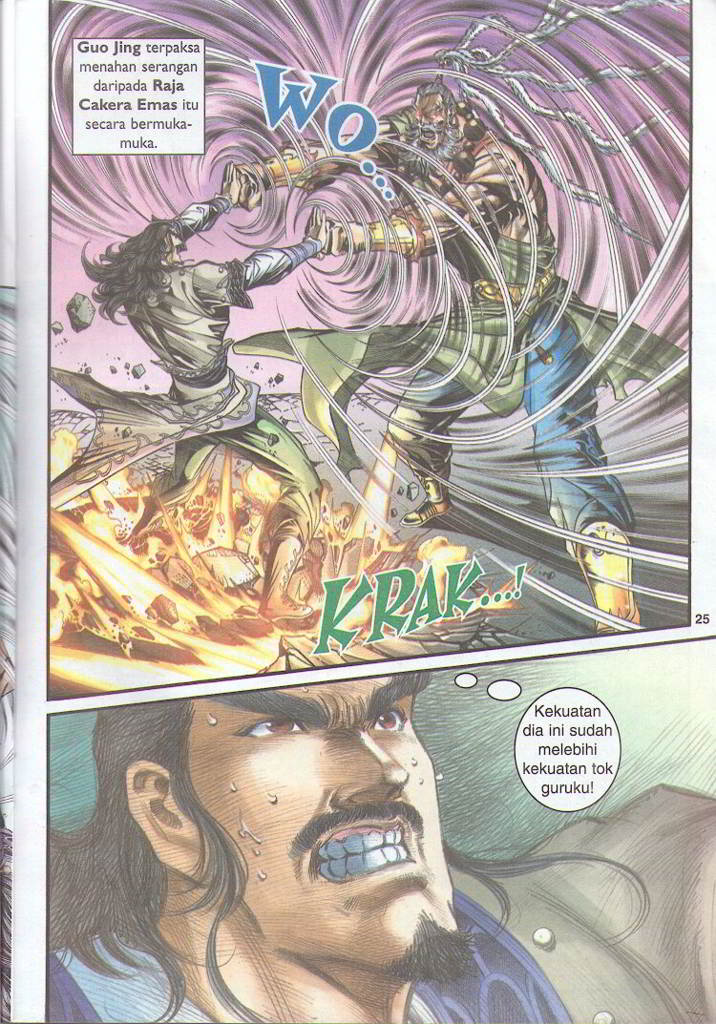 Guo Jing terpaksa
menahan serangan
daripada Raja
Cakera Emas itu
secara bermuka-
muka.
WO...
KRAK...!
25
Kekuatan
dia ini sudah
melebihi
kekuatan tok
guruku!